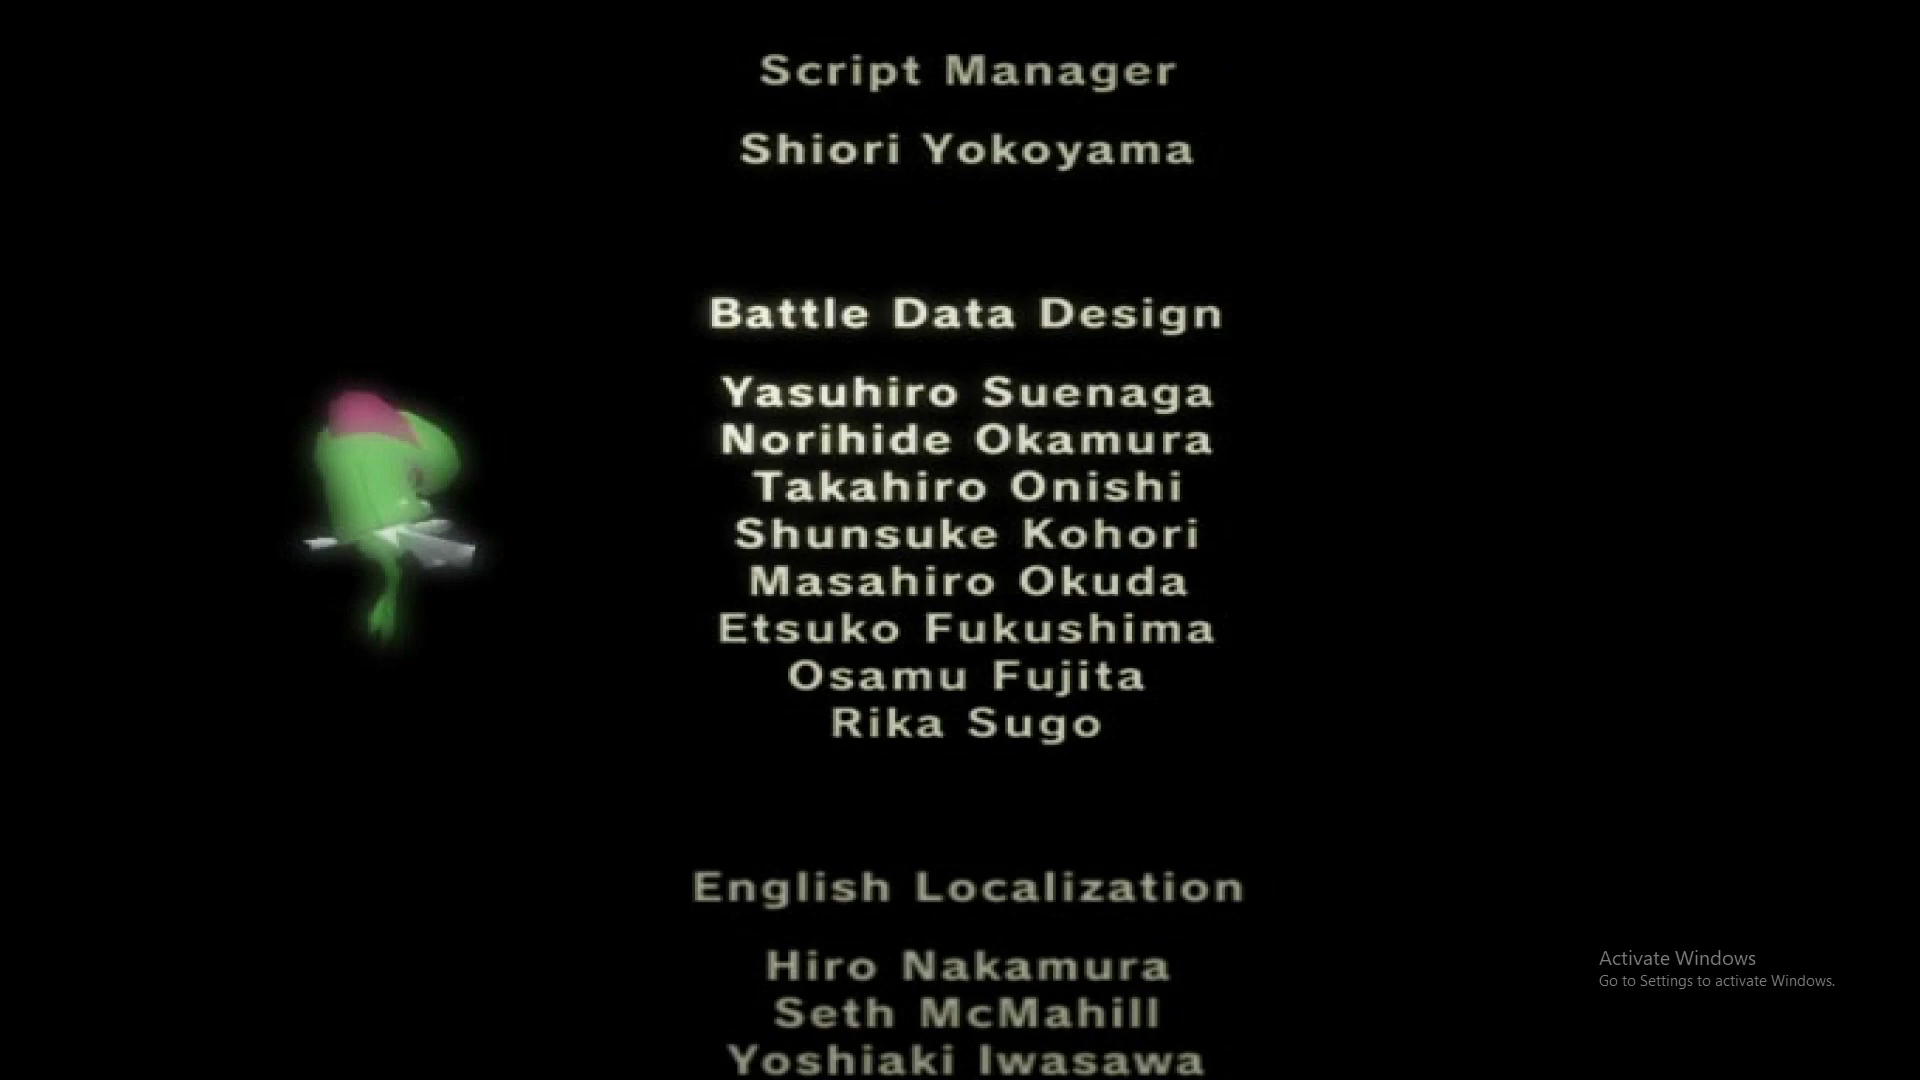 Script Manager
Shiori Yokoyama
Battle Data Design
Yasuhiro Suenaga
Norihide Okamura
Takahiro Onishi
Shunsuke Kohori
Masahiro Okuda
Etsuko Fukushima
Osamu Fujita
Rika Sugo
English Localization
Hiro Nakamura
Seth McMahill
Yoshiaki Iwasawa
Activate Windows
Go to Settings to activate Windows.